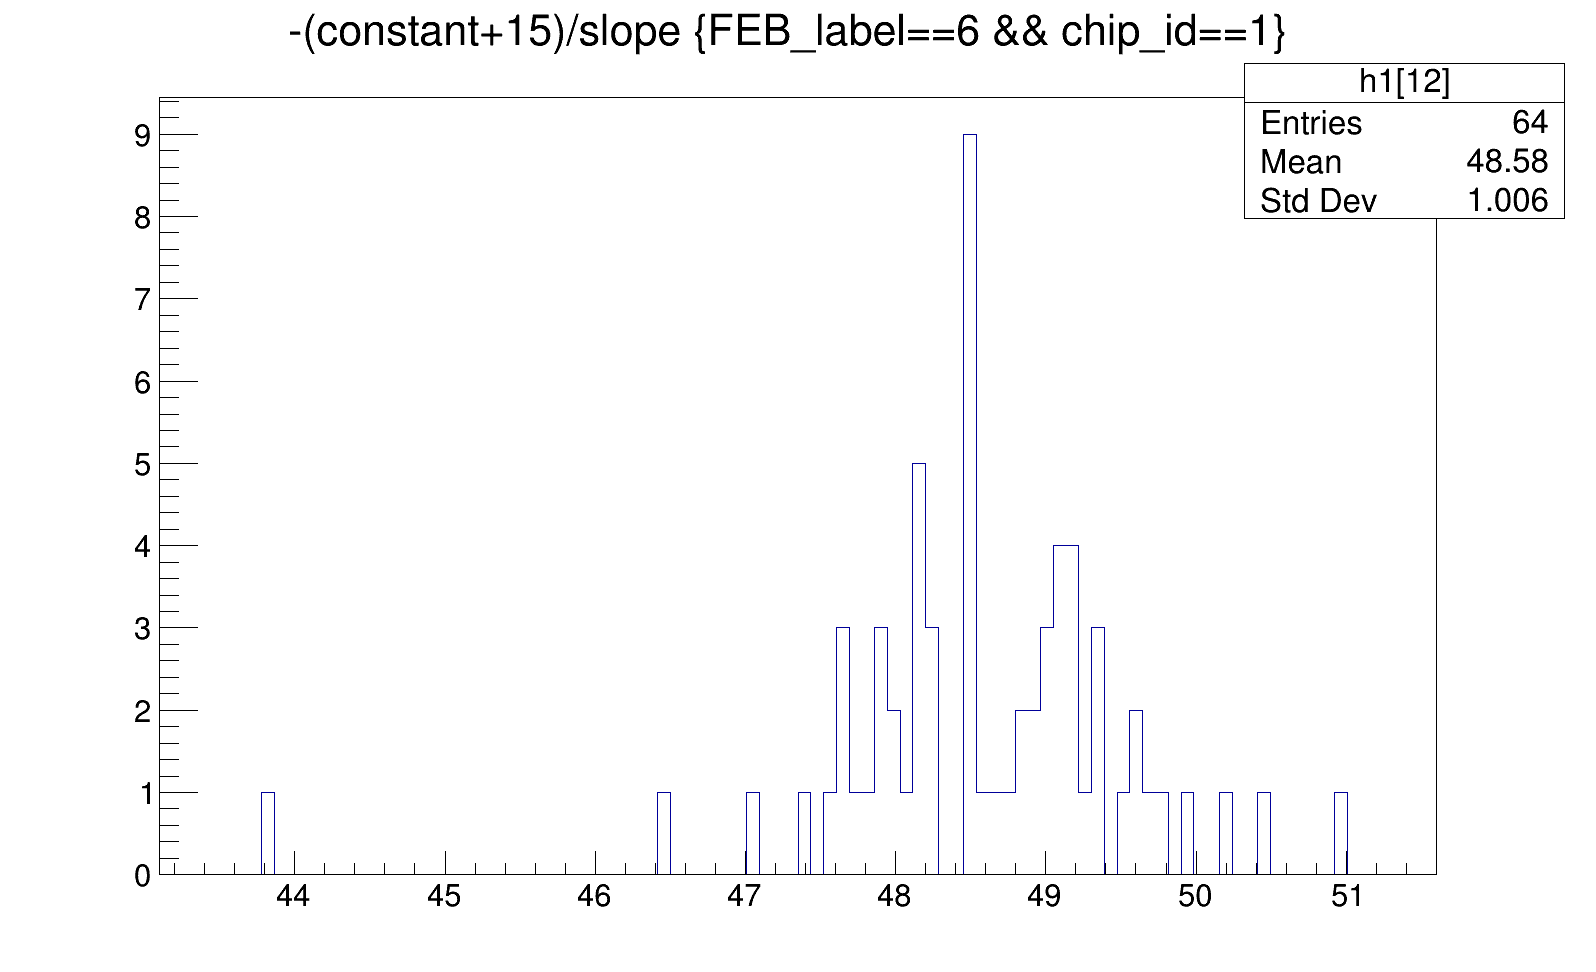 -(constant+15)/slope {FEB_label==6 && chip_id==1}
h1[12]
Entries 64
Mean 48.58
Std Dev 1.006
9
8
7
6
5
4
3
2
1
0
44 45 46 47 48 49 50 51